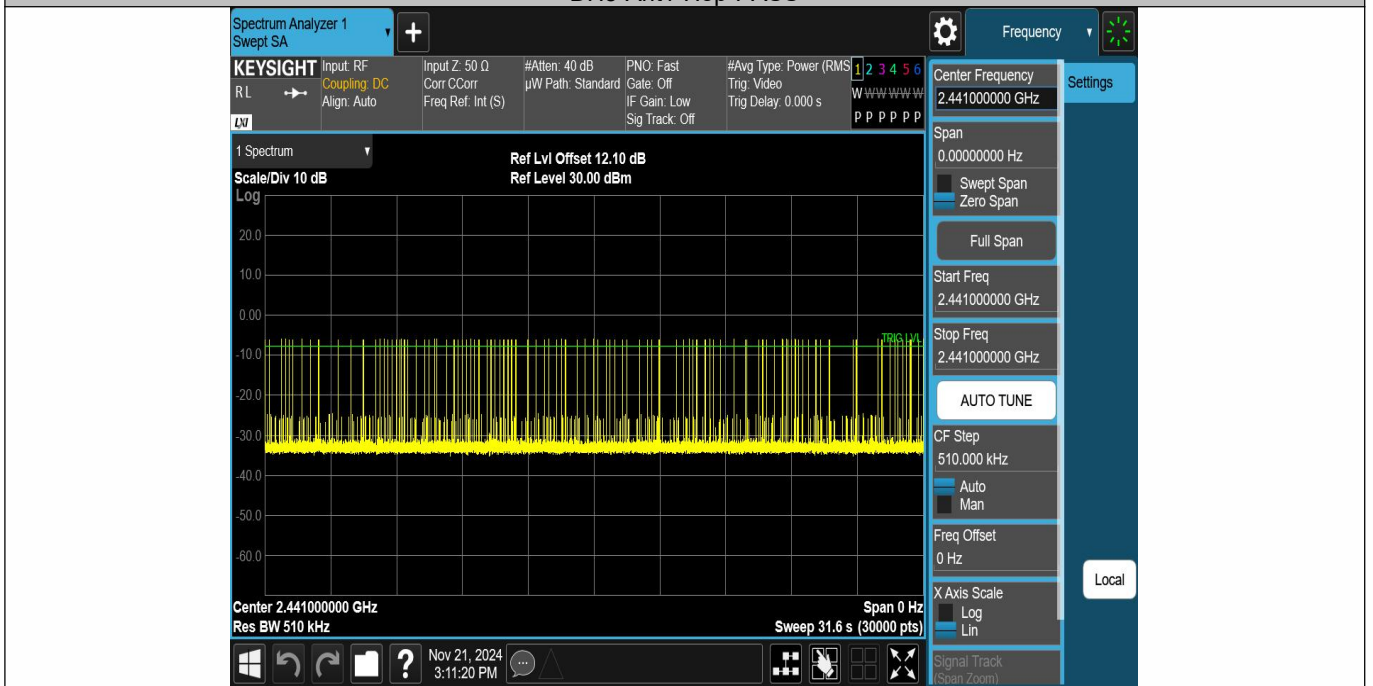 Spectrum Analyzer 1
Swept SA
Frequency
KEYSIGHT
RL
LXI
Input: RF
Coupling: DC
Align: Auto
Input Z: 50 Ω
Corr CCorr
Freq Ref: Int (S)
#Atten: 40 dB
µW Path: Standard
PNO: Fast
Gate: Off
IF Gain: Low
Sig Track: Off
#Avg Type: Power (RMS
Trig: Video
Trig Delay: 0.000 s
1 2 3 4 5 6
W W W W W W
P P P P P P
1 Spectrum
Scale/Div 10 dB
Ref Lvl Offset 12.10 dB
Ref Level 30.00 dBm
Log
20.0
10.0
0.00
-10.0
-20.0
-30.0
-40.0
-50.0
-60.0
TRIG LVL
Center 2.441000000 GHz
Res BW 510 kHz
Span 0 Hz
Sweep 31.6 s (30000 pts)
Center Frequency
2.441000000 GHz
Settings
Span
0.00000000 Hz
Swept Span
Zero Span
Full Span
Start Freq
2.441000000 GHz
Stop Freq
2.441000000 GHz
AUTO TUNE
CF Step
510.000 kHz
Auto
Man
Freq Offset
0 Hz
X Axis Scale
Log
Lin
Local
Signal Track
(Span Zoom)
Nov 21, 2024
3:11:20 PM